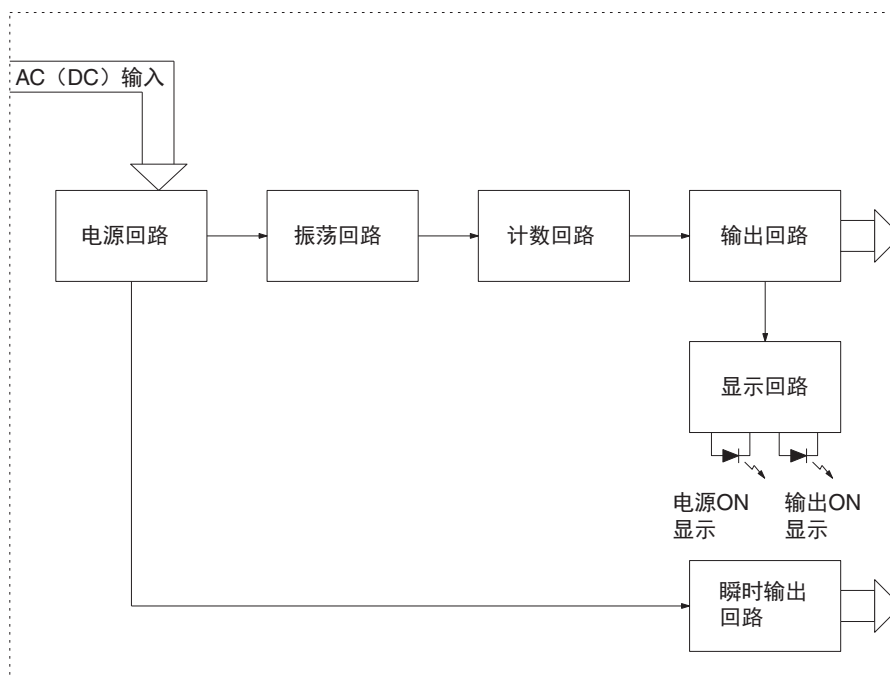 AC（DC）输入
电源回路
振荡回路
计数回路
输出回路
显示回路
电源ON
显示
输出ON
显示
瞬时输出
回路